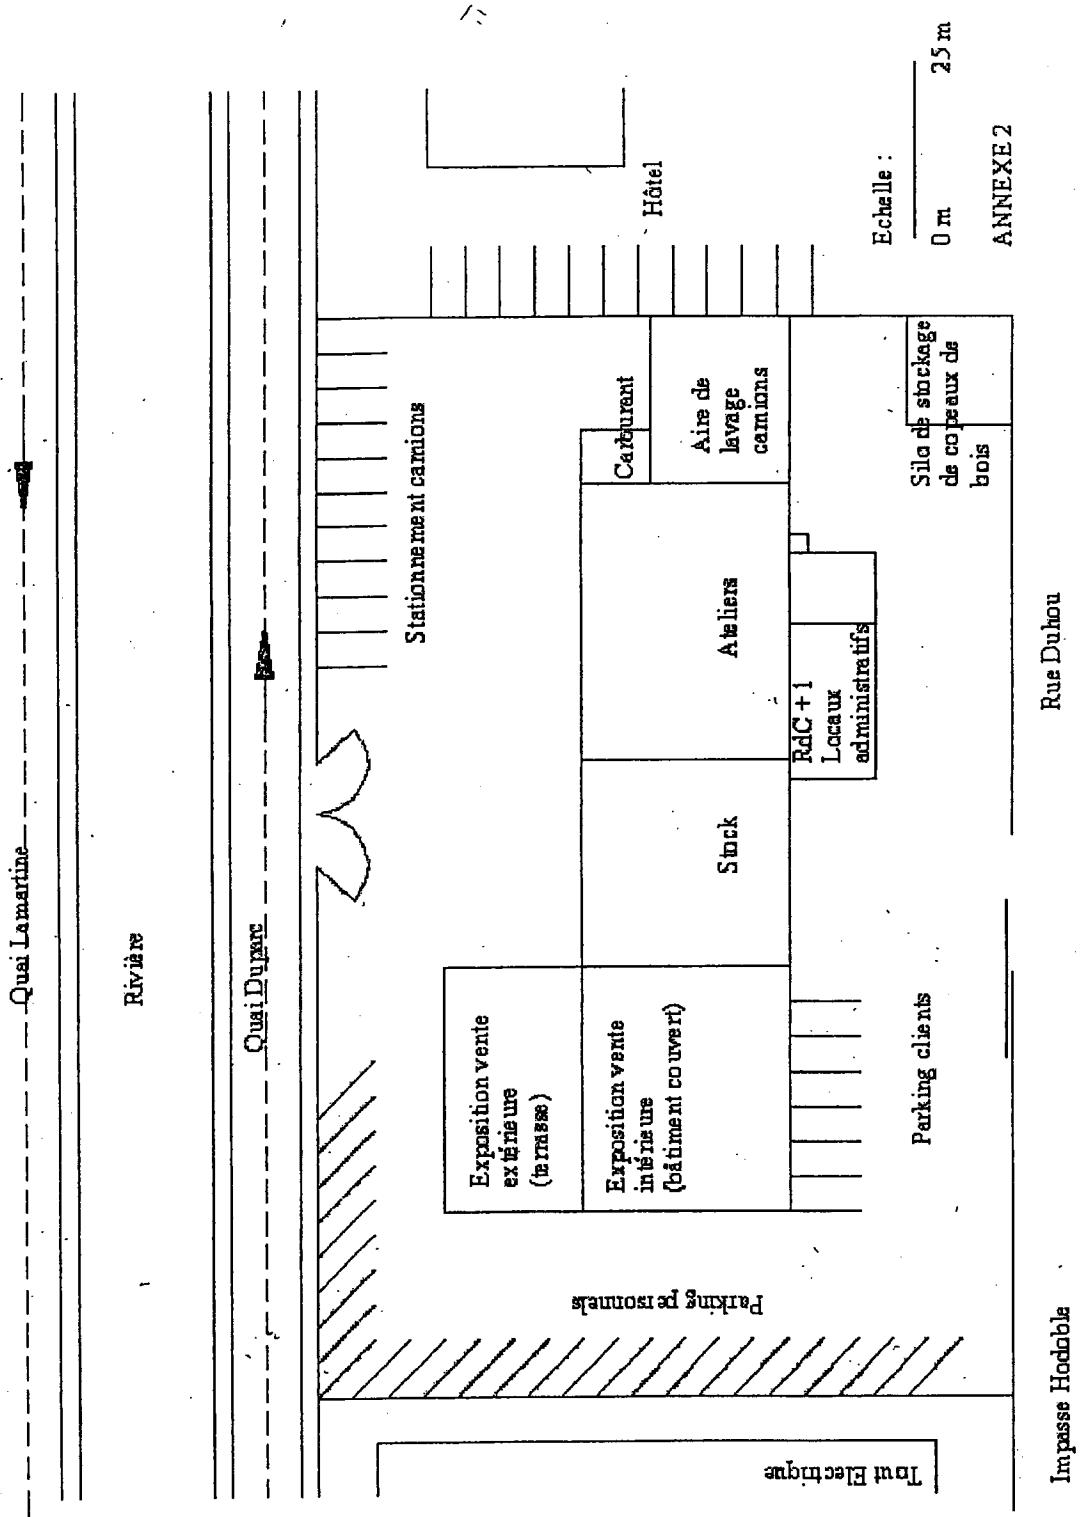 Quai Lamartine
Rivière
Quai Duparc
Stationnement camions
Hôtel
Exposition vente
extérieure
(terrasse)
Exposition vente
intérieure
(bâtiment couvert)
Stock
Ateliers
Carburant
Aire de
lavage
camions
RdC + 1
Locaux
administratifs
Silo de stockage
de copeaux de
bois
Parking clients
Parking personnels
Tout Electrique
Impasse Hodoble
Rue Duhou
Echelle :
0 m 25 m
ANNEXE 2